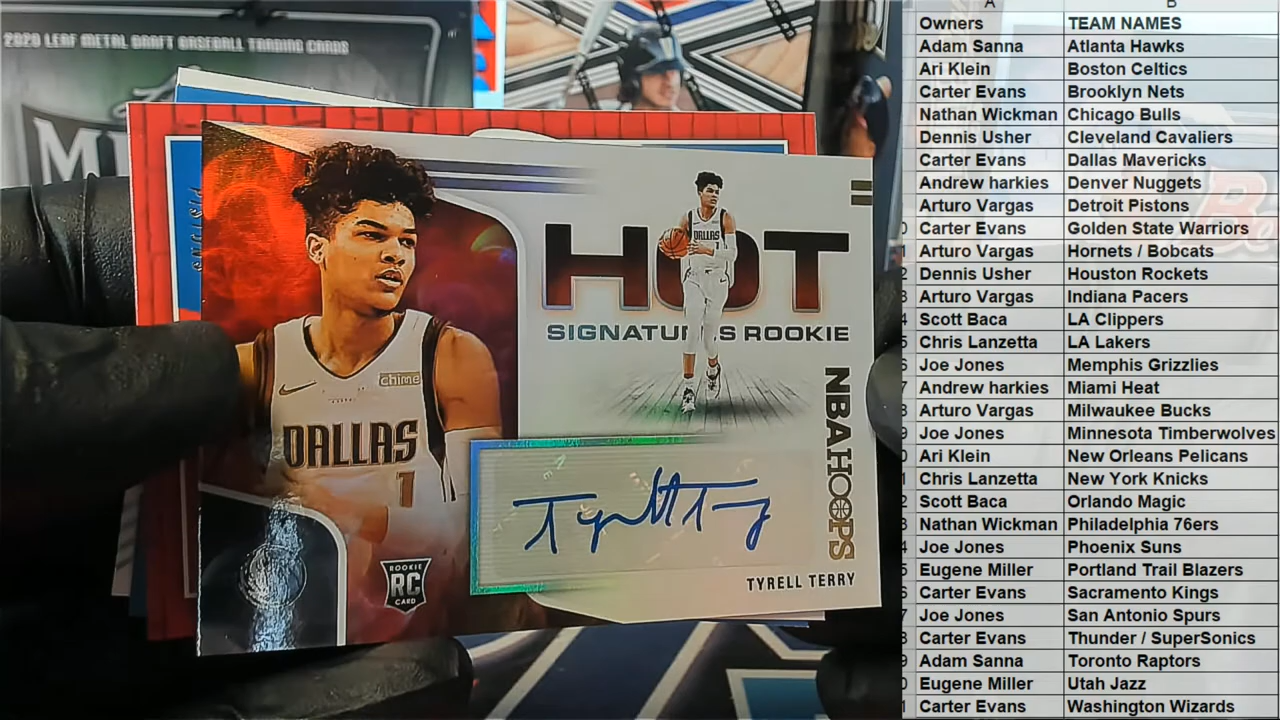 2020 LEAF METAL DRAFT BASEBALL TRADING CARDS
HOT
SIGNATURES ROOKIE
NBA HOOPS
chime
DALLAS
1
DALLAS
1
Tyrell Terry
ROOKIE
RC
CARD
TYRELL TERRY
A B
Owners TEAM NAMES
Adam Sanna Atlanta Hawks
Ari Klein Boston Celtics
Carter Evans Brooklyn Nets
Nathan Wickman Chicago Bulls
Dennis Usher Cleveland Cavaliers
Carter Evans Dallas Mavericks
Andrew harkies Denver Nuggets
Arturo Vargas Detroit Pistons
Carter Evans Golden State Warriors
Arturo Vargas Hornets / Bobcats
Dennis Usher Houston Rockets
Arturo Vargas Indiana Pacers
Scott Baca LA Clippers
Chris Lanzetta LA Lakers
Joe Jones Memphis Grizzlies
Andrew harkies Miami Heat
Arturo Vargas Milwaukee Bucks
Joe Jones Minnesota Timberwolves
Ari Klein New Orleans Pelicans
Chris Lanzetta New York Knicks
Scott Baca Orlando Magic
Nathan Wickman Philadelphia 76ers
Joe Jones Phoenix Suns
Eugene Miller Portland Trail Blazers
Carter Evans Sacramento Kings
Joe Jones San Antonio Spurs
Carter Evans Thunder / SuperSonics
Adam Sanna Toronto Raptors
Eugene Miller Utah Jazz
Carter Evans Washington Wizards